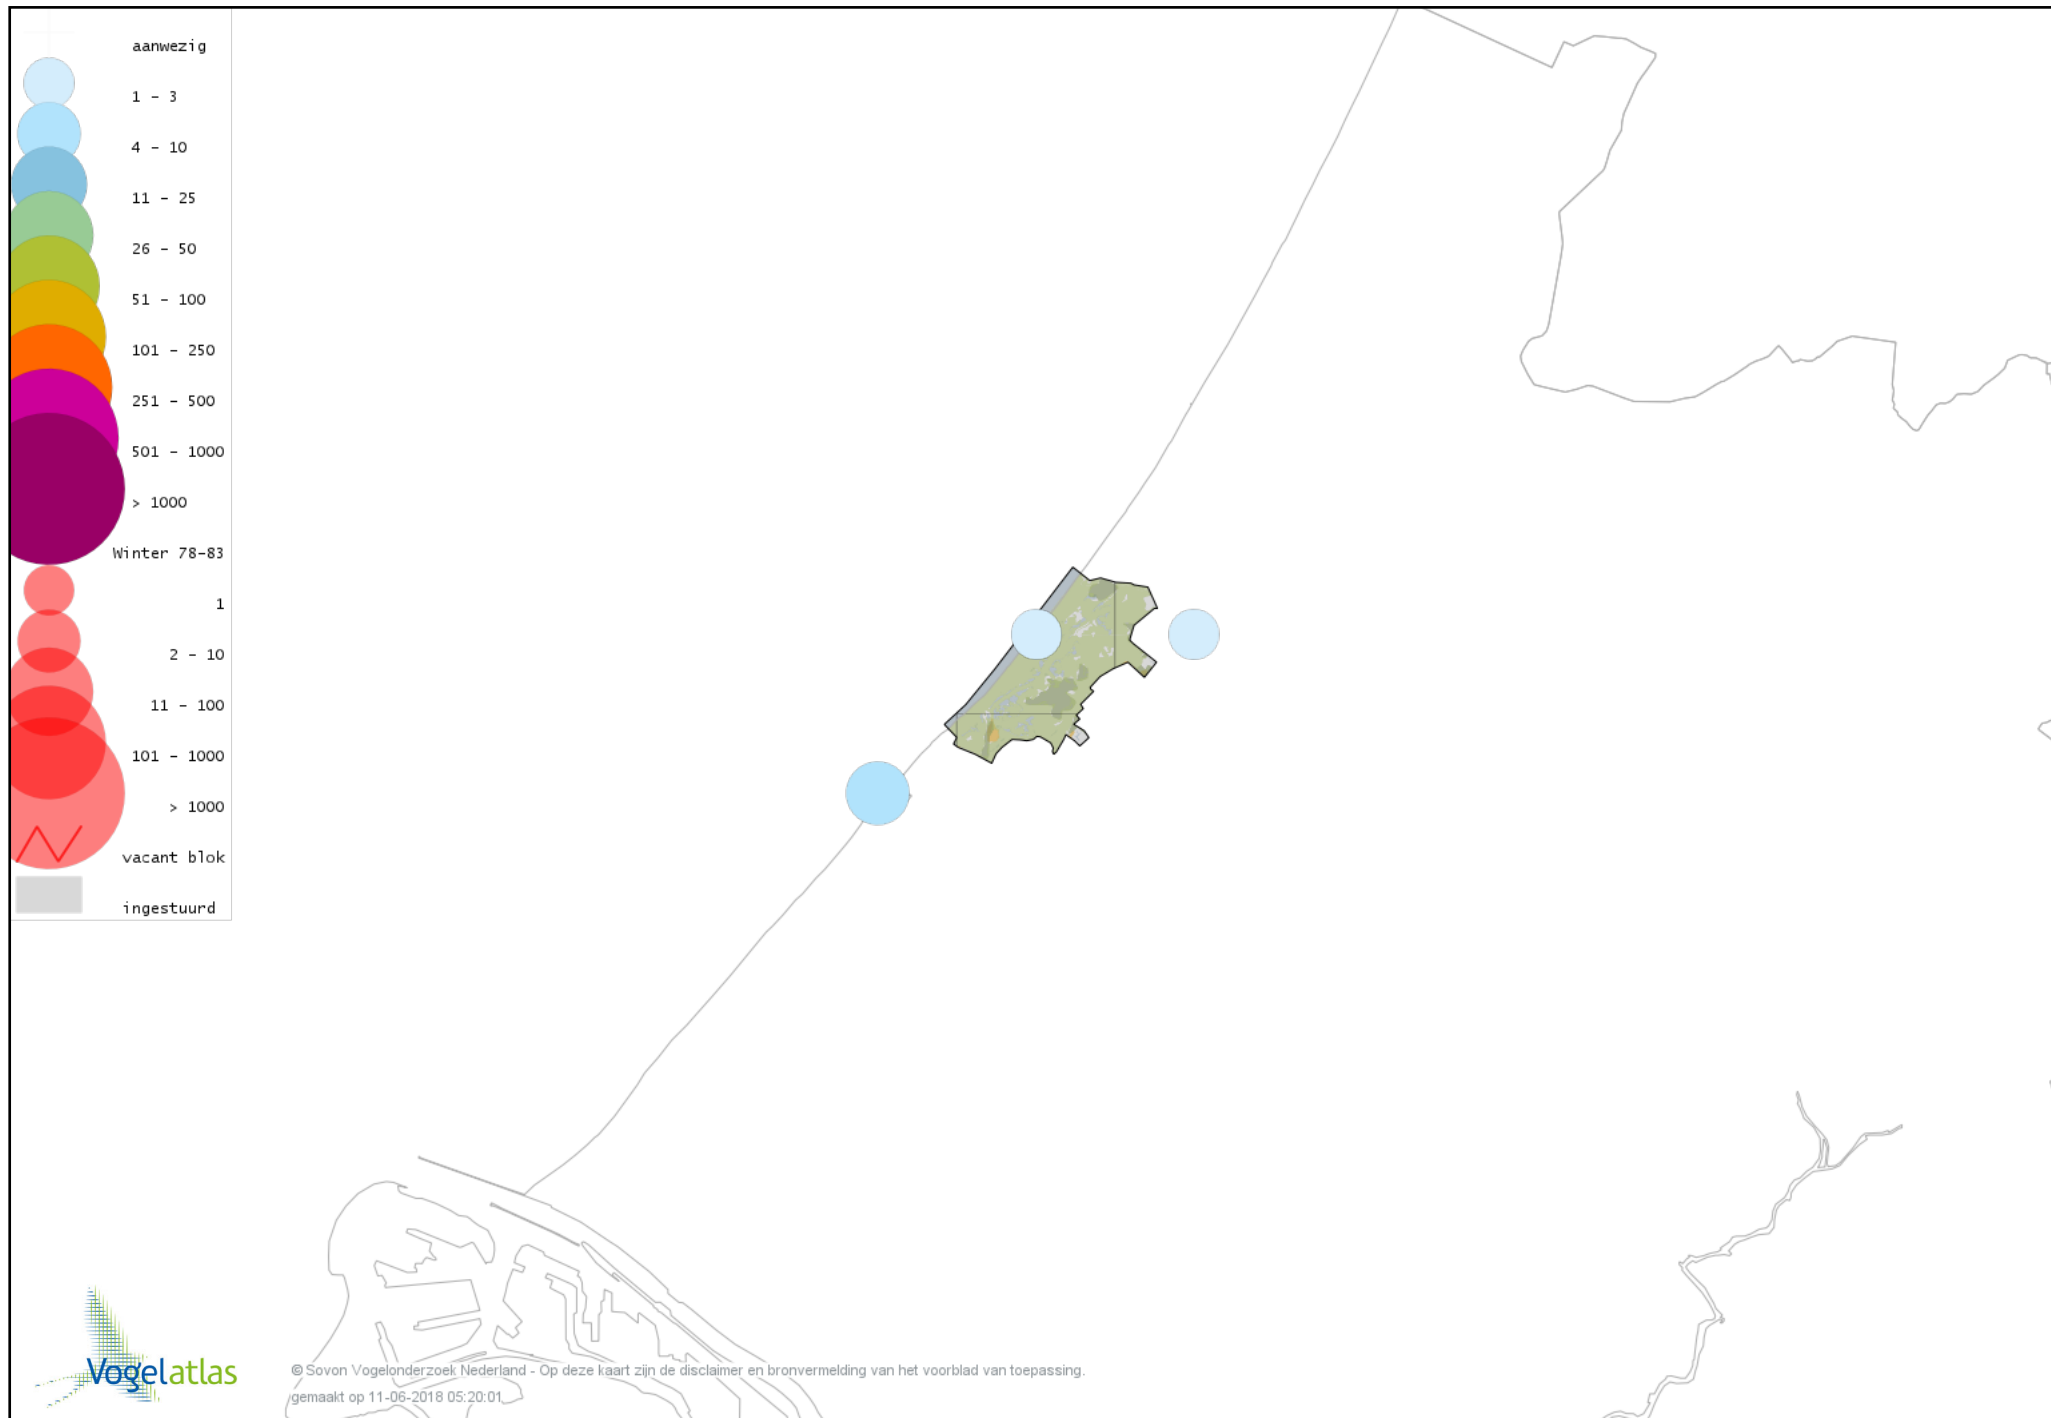 aanwezig
1 - 3
4 - 10
11 - 25
26 - 50
51 - 100
101 - 250
251 - 500
501 - 1000
> 1000
Winter 78-83
1
2 - 10
11 - 100
101 - 1000
> 1000
vacant blok
ingestuurd
Vogelatlas
© Sovon Vogelonderzoek Nederland - Op deze kaart zijn de disclaimer en bronvermelding van het voorblad van toepassing.
gemaakt op 11-06-2018 05:20:01